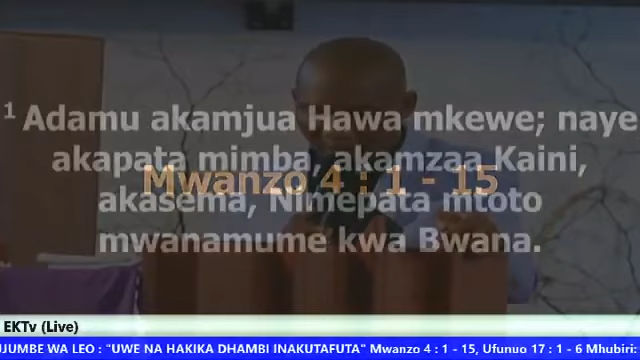 1 Adamu akamjua Hawa mkewe; naye
akapata mimba, akamzaa Kaini,
Mwanzo 4 : 1 - 15
akasema, Nimepata mtoto
mwanamume kwa Bwana.
EKTv (Live)
UJUMBE WA LEO : "UWE NA HAKIKA DHAMBI INAKUTAFUTA" Mwanzo 4 : 1 - 15, Ufunuo 17 : 1 - 6 Mhubiri: